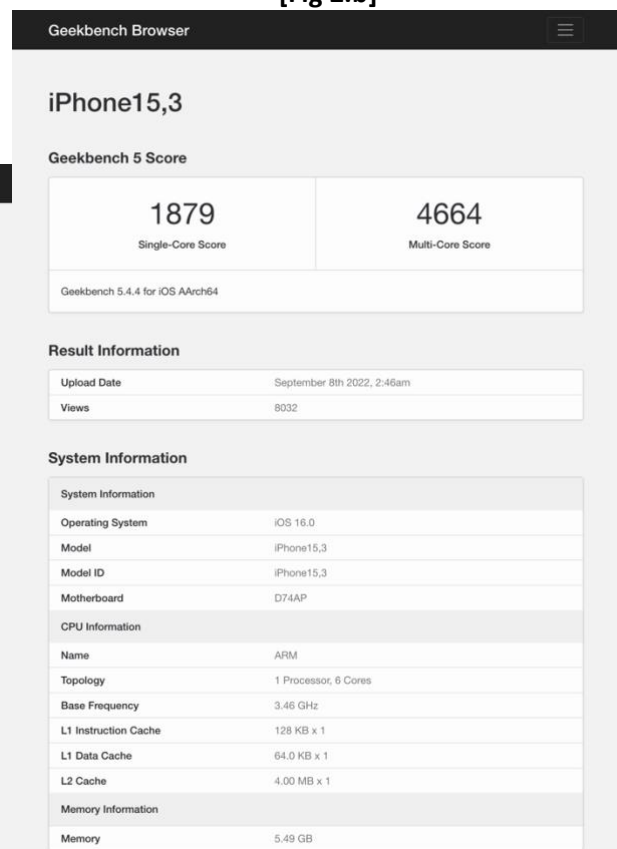 [Fig 2.b]
Geekbench Browser
iPhone15,3
Geekbench 5 Score
1879 4664
Single-Core Score Multi-Core Score
Geekbench 5.4.4 for iOS AArch64
Result Information
Upload Date September 8th 2022, 2:46am
Views 8032
System Information
System Information
Operating System iOS 16.0
Model iPhone15,3
Model ID iPhone15,3
Motherboard D74AP
CPU Information
Name ARM
Topology 1 Processor, 6 Cores
Base Frequency 3.46 GHz
L1 Instruction Cache 128 KB x 1
L1 Data Cache 64.0 KB x 1
L2 Cache 4.00 MB x 1
Memory Information
Memory 5.49 GB